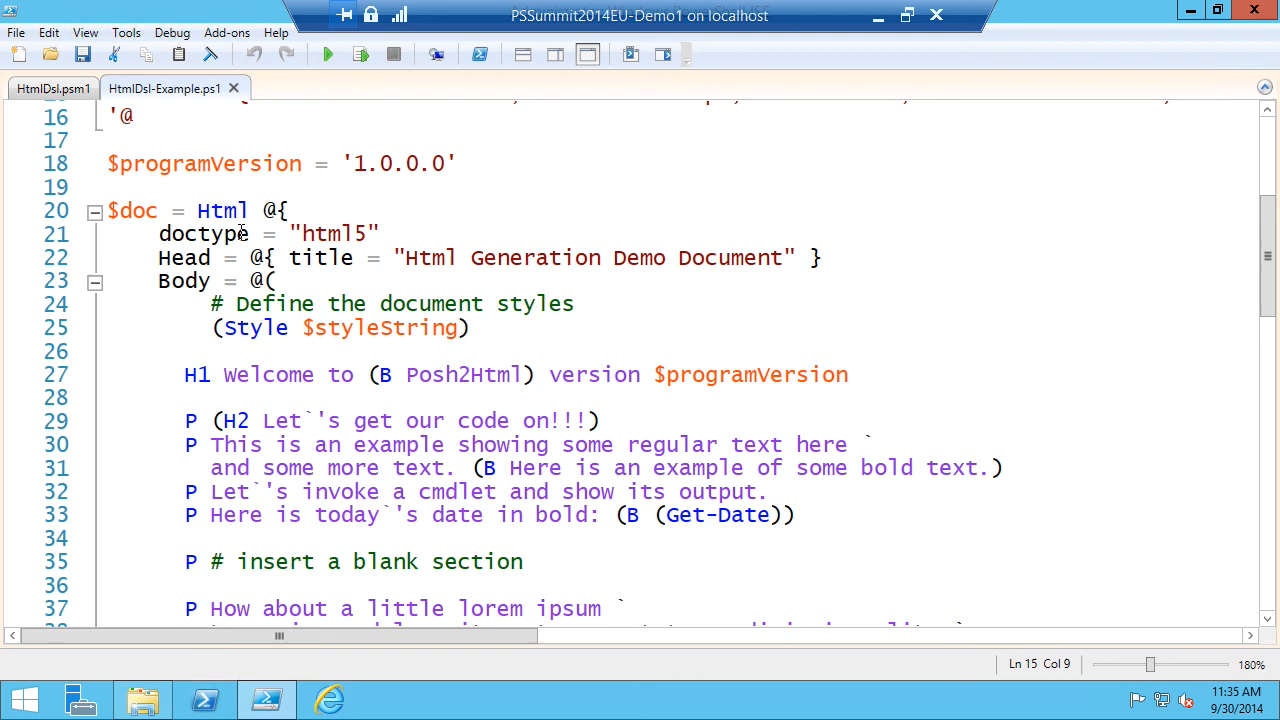 PSSummit2014EU-Demo1 on localhost
File Edit View Tools Debug Add-ons Help
HtmlDsl.psm1 HtmlDsl-Example.ps1
16 '@
17
18 $programVersion = '1.0.0.0'
19
20 $doc = Html @{
21 doctype = "html5"
22 Head = @{ title = "Html Generation Demo Document" }
23 Body = @(
24 # Define the document styles
25 (Style $styleString)
26
27 H1 Welcome to (B Posh2Html) version $programVersion
28
29 P (H2 Let`'s get our code on!!!)
30 P This is an example showing some regular text here `
31 and some more text. (B Here is an example of some bold text.)
32 P Let`'s invoke a cmdlet and show its output.
33 P Here is today`'s date in bold: (B (Get-Date))
34
35 P # insert a blank section
36
37 P How about a little lorem ipsum `
Ln 15 Col 9 180%
11:35 AM
9/30/2014